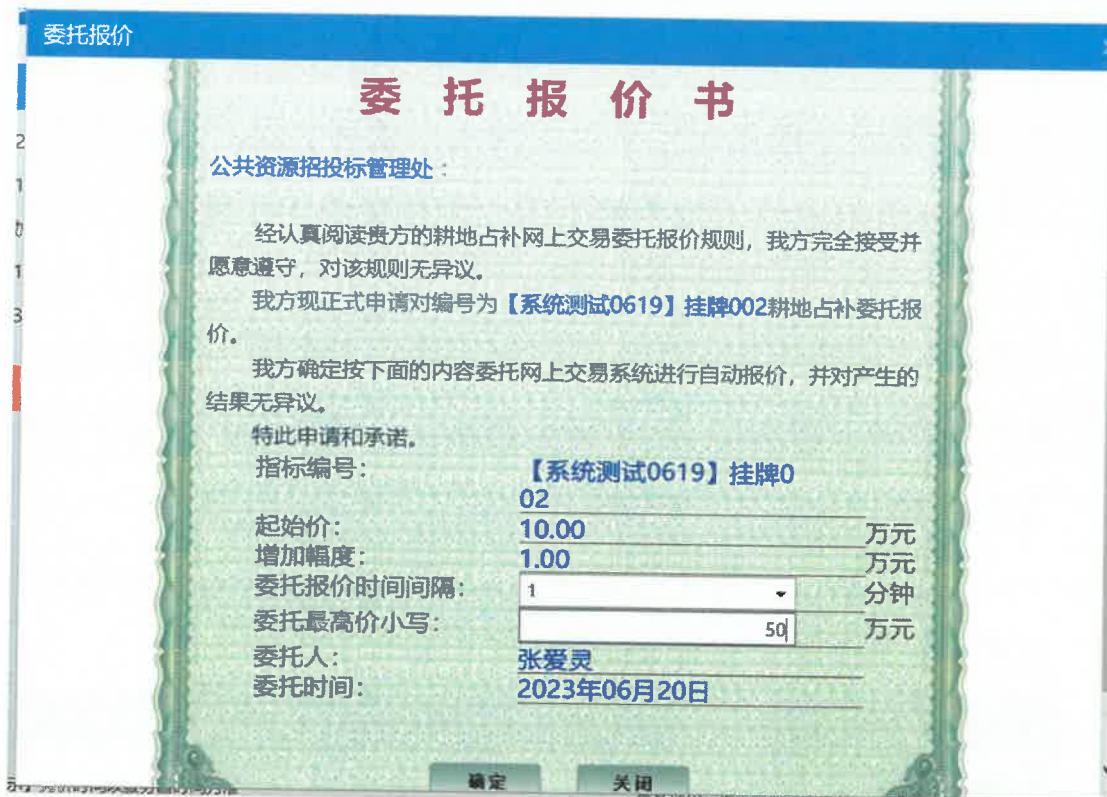 委托报价
委托报价书
公共资源招投标管理处：
经认真阅读贵方的耕地占补网上交易委托报价规则，我方完全接受并
愿意遵守，对该规则无异议。
我方现正式申请对编号为【系统测试0619】挂牌002耕地占补委托报
价。
我方确定按下面的内容委托网上交易系统进行自动报价，并对产生的
结果无异议。
特此申请和承诺。
指标编号：【系统测试0619】挂牌0
02
起始价：10.00 万元
增加幅度：1.00 万元
委托报价时间间隔：1 分钟
委托最高价小写：50 万元
委托人：张爱灵
委托时间：2023年06月20日
确定 关闭